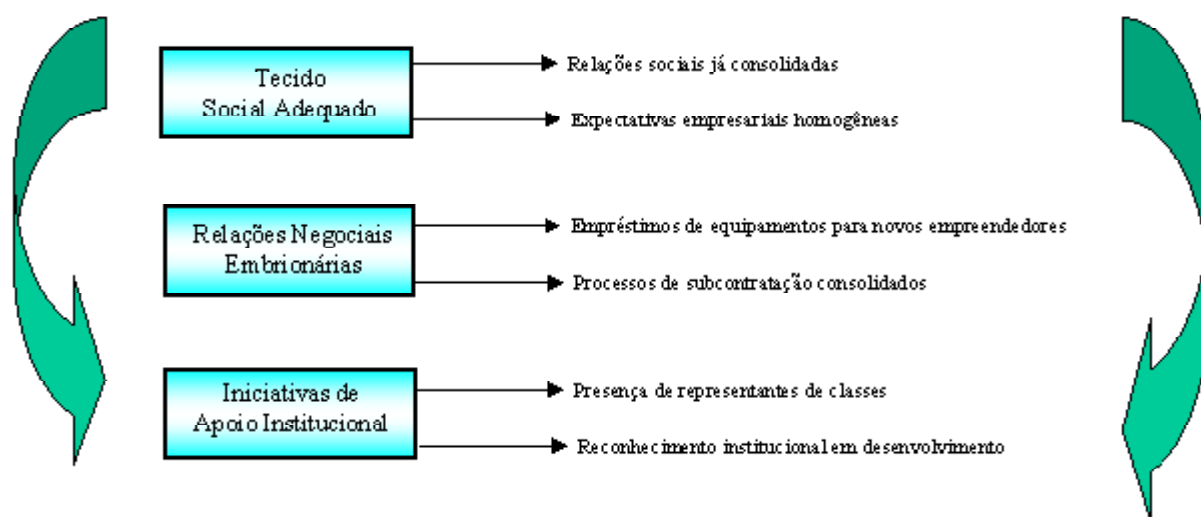 Tecido
Social Adequado
Relações sociais já consolidadas
Expectativas empresariais homogêneas
Relações Negociais
Embrionárias
Empréstimos de equipamentos para novos empreendedores
Processos de subcontratação consolidados
Iniciativas de
Apoio Institucional
Presença de representantes de classes
Reconhecimento institucional em desenvolvimento